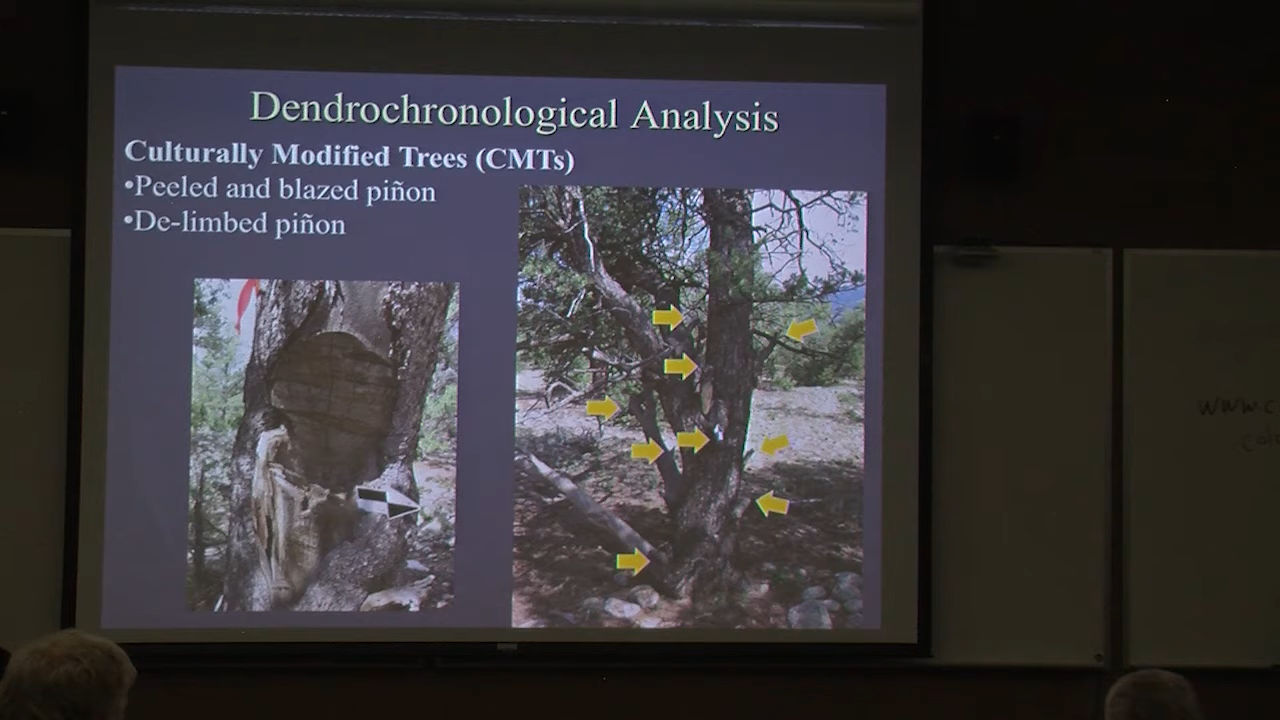 Dendrochronological Analysis
Culturally Modified Trees (CMTs)
•Peeled and blazed piñon
•De-limbed piñon